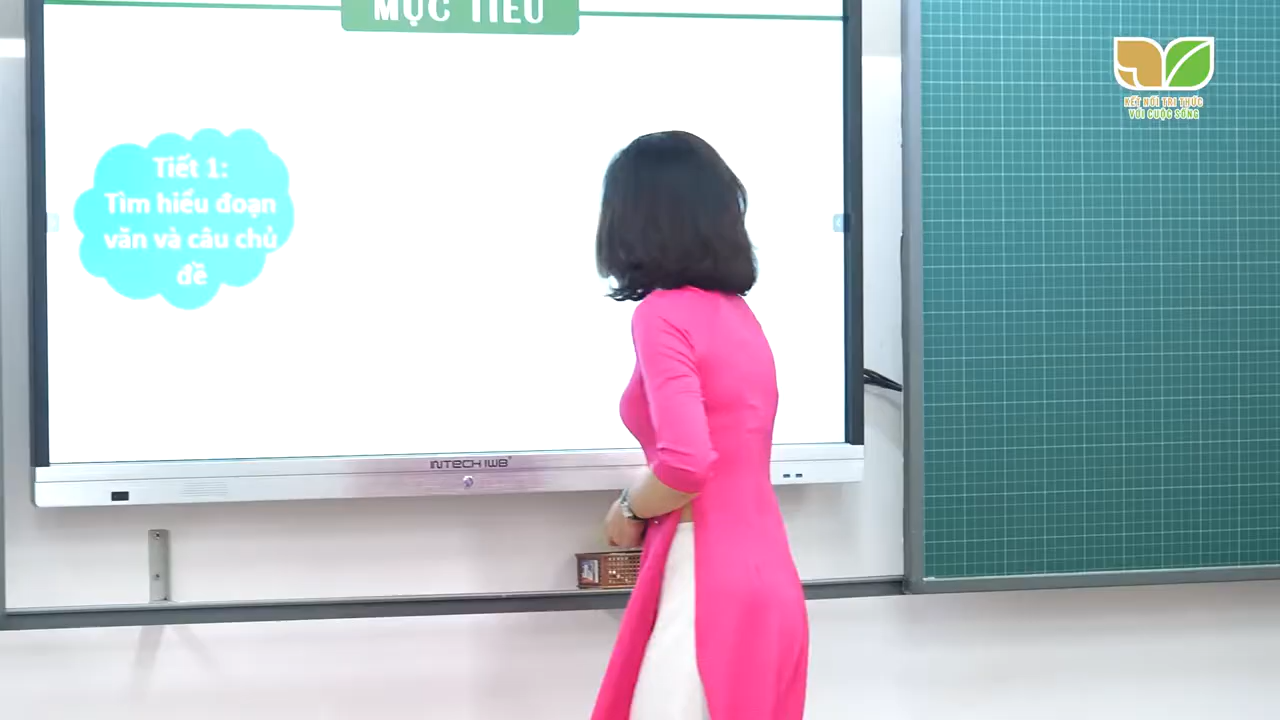 MỤC TIÊU
KẾT NỐI TRI THỨC
VỚI CUỘC SỐNG
Tiết 1:
Tìm hiểu đoạn
văn và câu chủ
đề
INTECH IWB